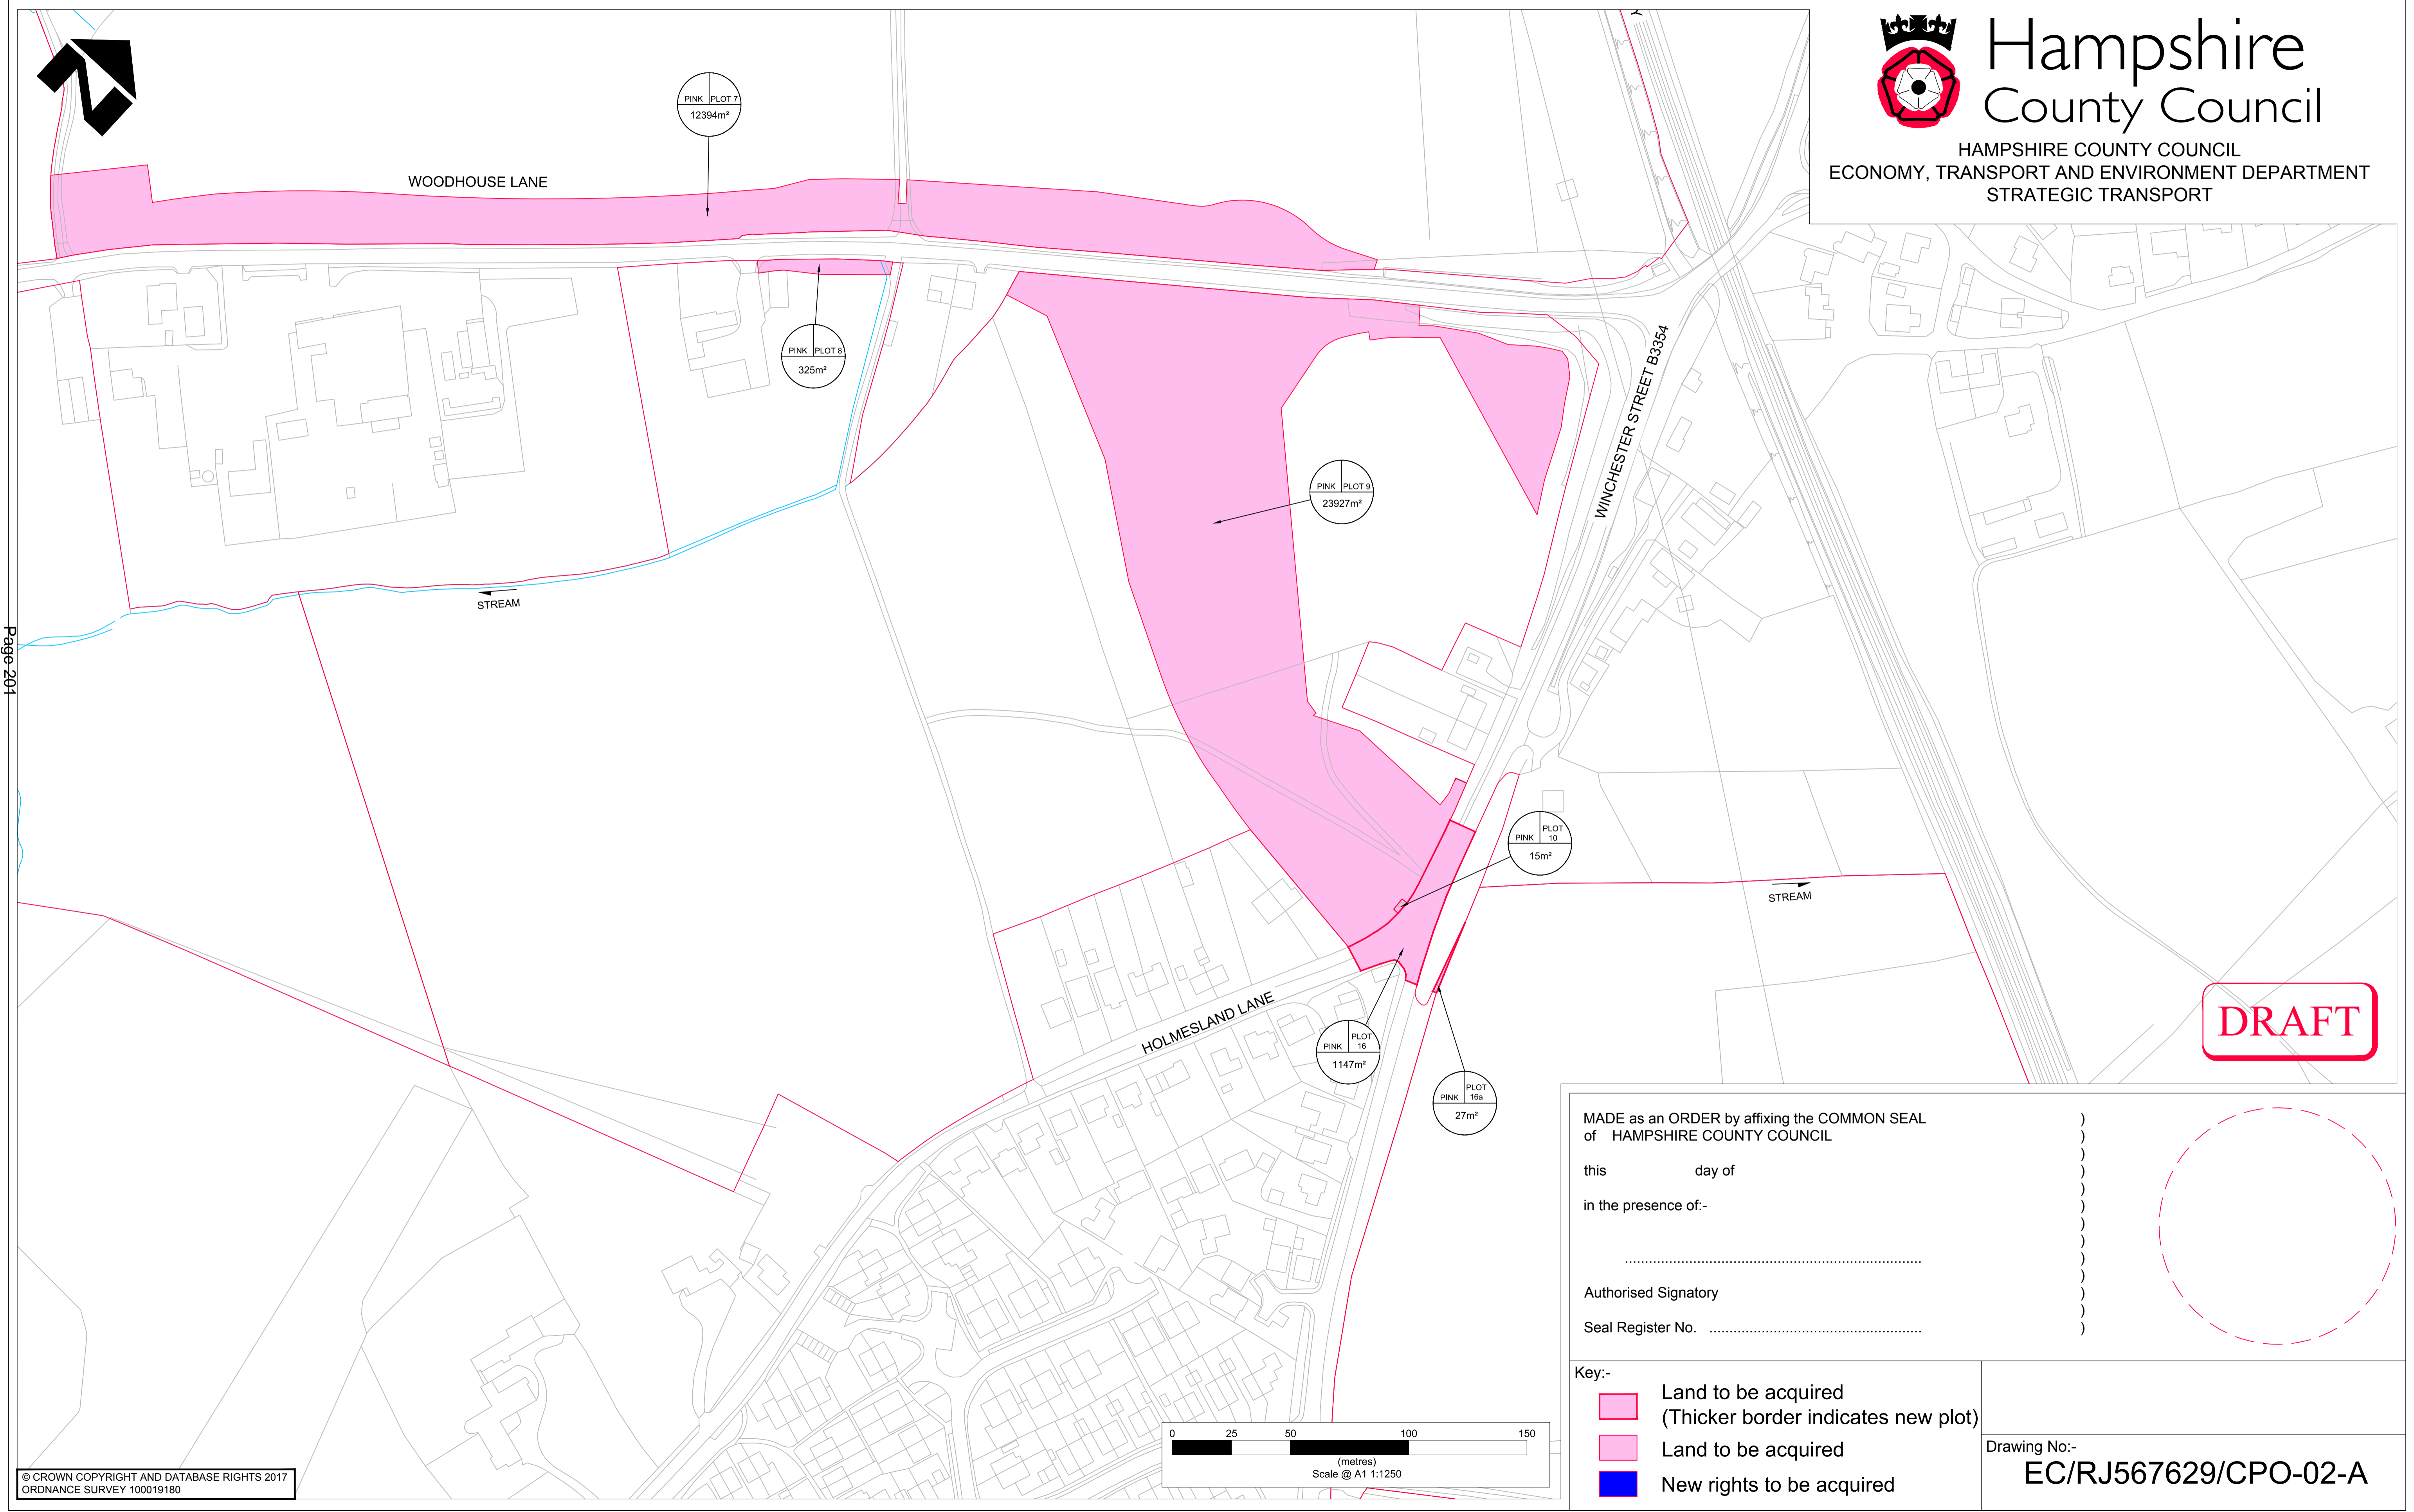 Hampshire
County Council
HAMPSHIRE COUNTY COUNCIL
ECONOMY, TRANSPORT AND ENVIRONMENT DEPARTMENT
STRATEGIC TRANSPORT
PINK PLOT 7
12394m²
WOODHOUSE LANE
PINK PLOT 8
325m²
WINCHESTER STREET B3354
PINK PLOT 9
23927m²
STREAM
Page 201
PINK PLOT
10
15m²
STREAM
HOLMESLAND LANE
PINK PLOT
16
1147m²
PINK PLOT
16a
27m²
DRAFT
MADE as an ORDER by affixing the COMMON SEAL )
of HAMPSHIRE COUNTY COUNCIL )
)
this day of )
)
in the presence of:- )
)
)
.......................................................................... )
)
Authorised Signatory )
)
Seal Register No. ..................................................... )
Key:-
Land to be acquired
(Thicker border indicates new plot)
Land to be acquired
New rights to be acquired
Drawing No:-
EC/RJ567629/CPO-02-A
0 25 50 100 150
(metres)
Scale @ A1 1:1250
© CROWN COPYRIGHT AND DATABASE RIGHTS 2017
ORDNANCE SURVEY 100019180